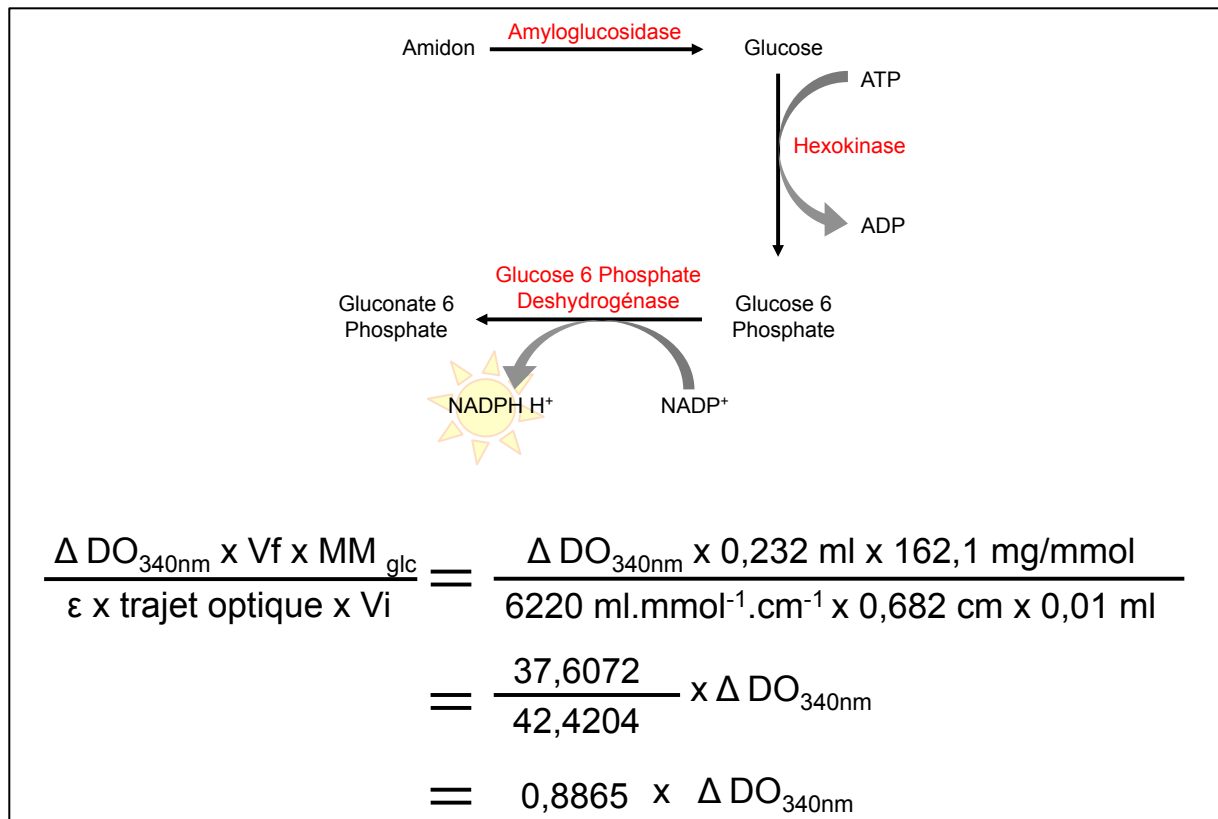 Amidon
Amyloglucosidase
Glucose
ATP
Hexokinase
ADP
Glucose 6 Phosphate
Deshydrogénase
Gluconate 6
Phosphate
Glucose 6
Phosphate
NADPH H⁺
NADP⁺
Δ DO₃₄₀ₙₘ x Vf x MM glc
ε x trajet optique x Vi
=
Δ DO₃₄₀ₙₘ x 0,232 ml x 162,1 mg/mmol
6220 ml.mmol⁻¹.cm⁻¹ x 0,682 cm x 0,01 ml
=
37,6072
42,4204
x Δ DO₃₄₀ₙₘ
= 0,8865 x Δ DO₃₄₀ₙₘ